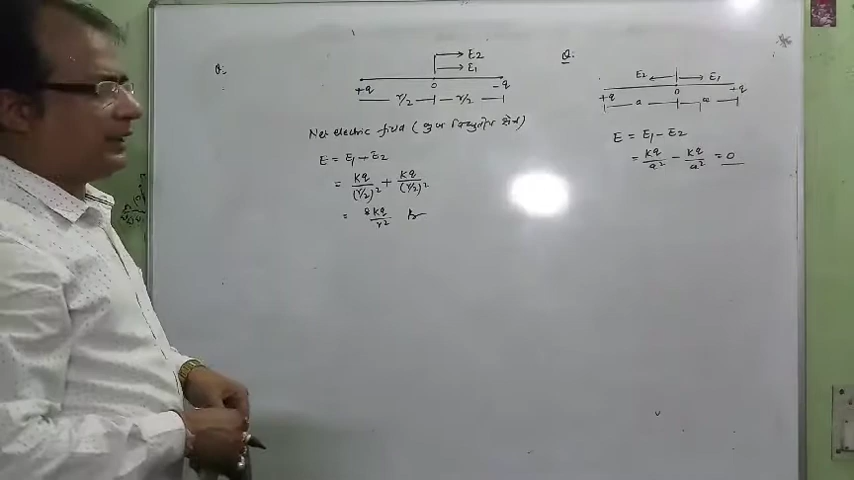 Q.
E2
E1
+q 0 -q
r/2 r/2
Net electric field (कुल विद्युतीय क्षेत्र)
E = E1 + E2
= Kq/(r/2)² + Kq/(r/2)²
= 8Kq/r²
Q.
E2 E1
+q 0 -q
a a
E = E1 - E2
= Kq/a² - Kq/a² = 0